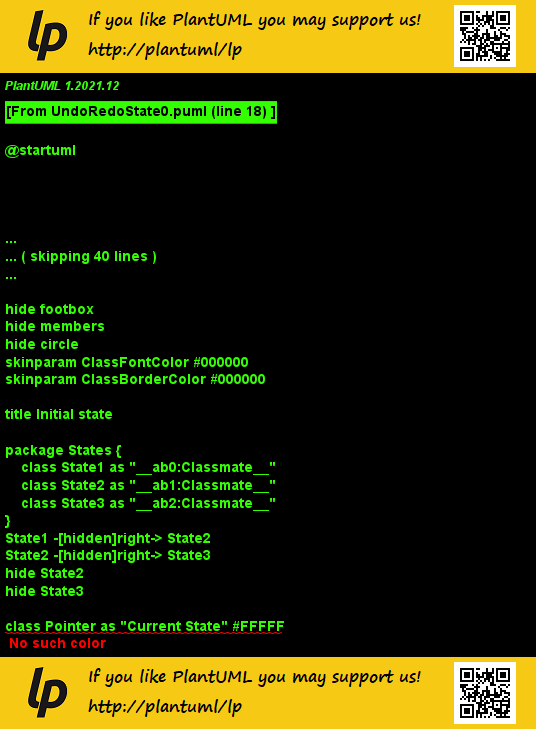 lp
If you like PlantUML you may support us!
http://plantuml/lp
PlantUML 1.2021.12
[From UndoRedoState0.puml (line 18) ]
@startuml
...
... ( skipping 40 lines )
...
hide footbox
hide members
hide circle
skinparam ClassFontColor #000000
skinparam ClassBorderColor #000000
title Initial state
package States {
class State1 as "__ab0:Classmate__"
class State2 as "__ab1:Classmate__"
class State3 as "__ab2:Classmate__"
}
State1 -[hidden]right-> State2
State2 -[hidden]right-> State3
hide State2
hide State3
class Pointer as "Current State" #FFFFF
No such color
lp
If you like PlantUML you may support us!
http://plantuml/lp